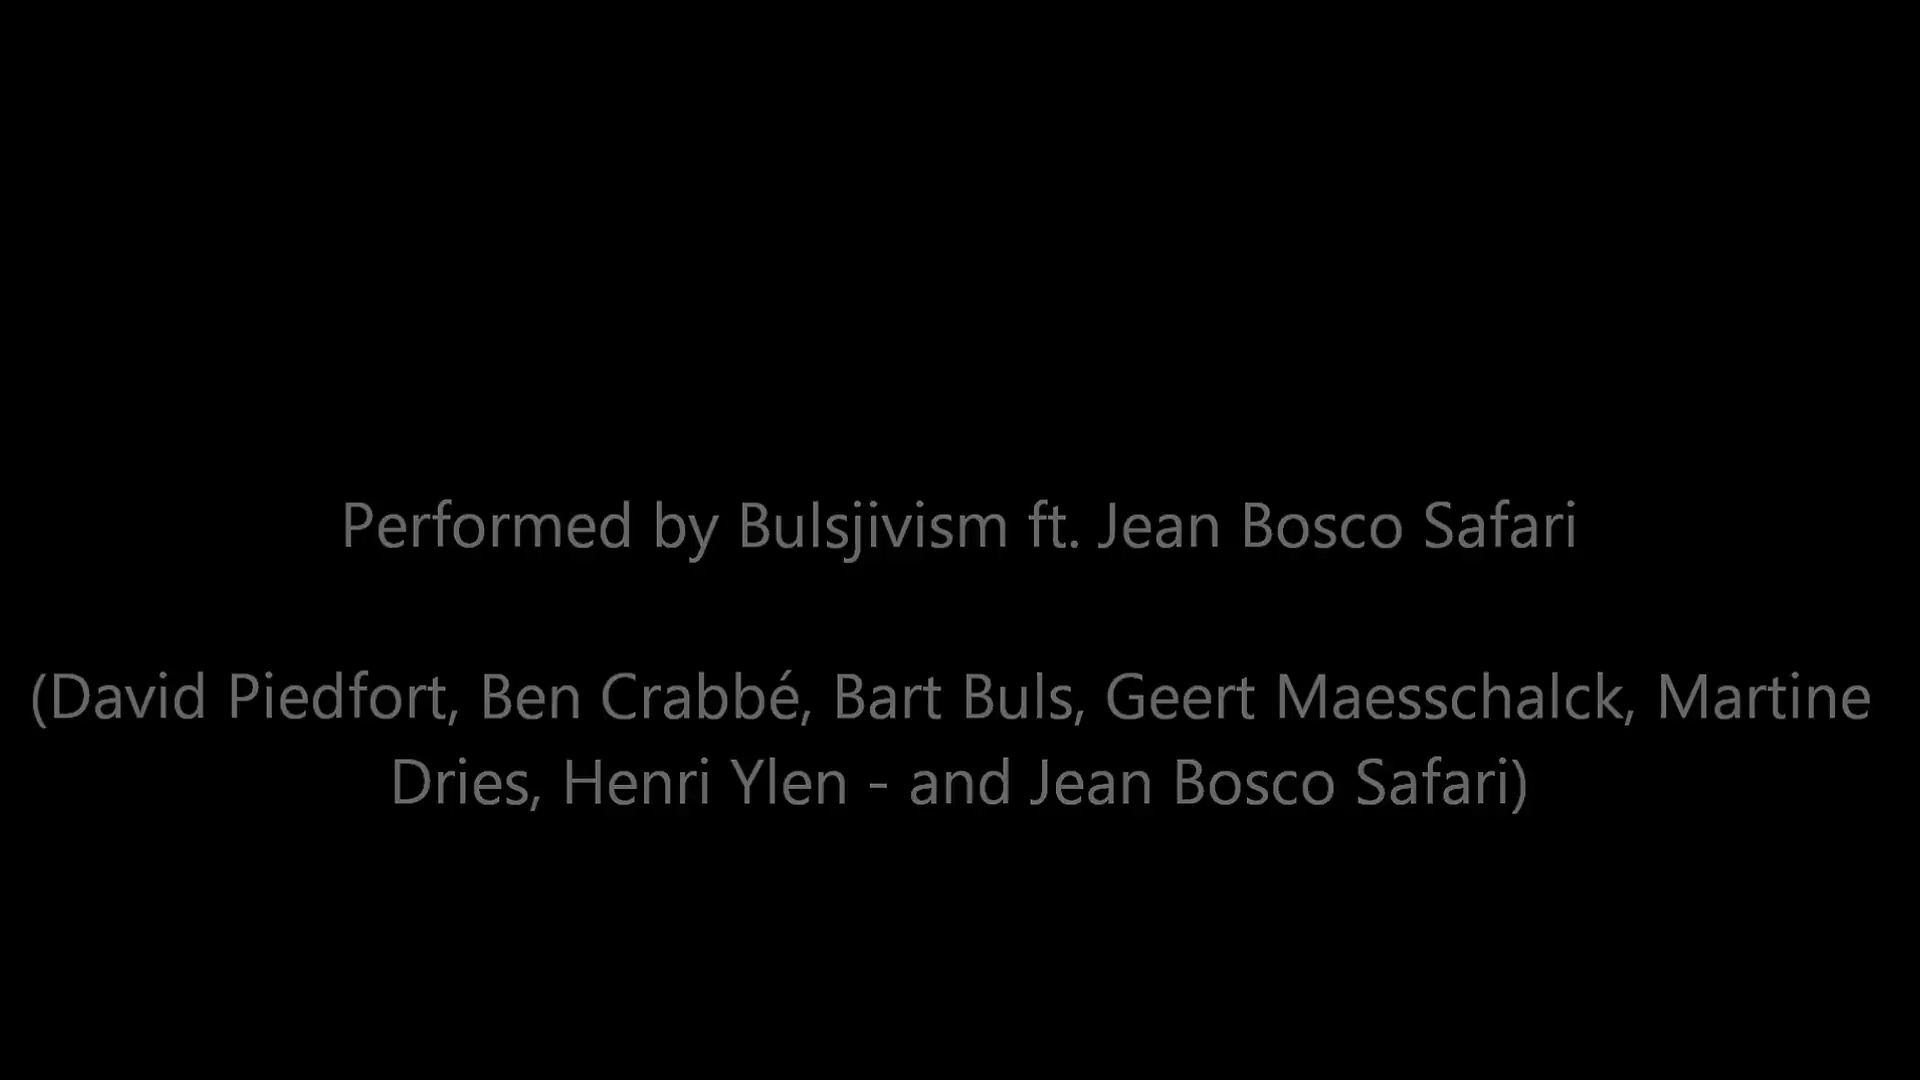 Performed by Bulsjivism ft. Jean Bosco Safari
(David Piedfort, Ben Crabbé, Bart Buls, Geert Maesschalck, Martine
Dries, Henri Ylen - and Jean Bosco Safari)